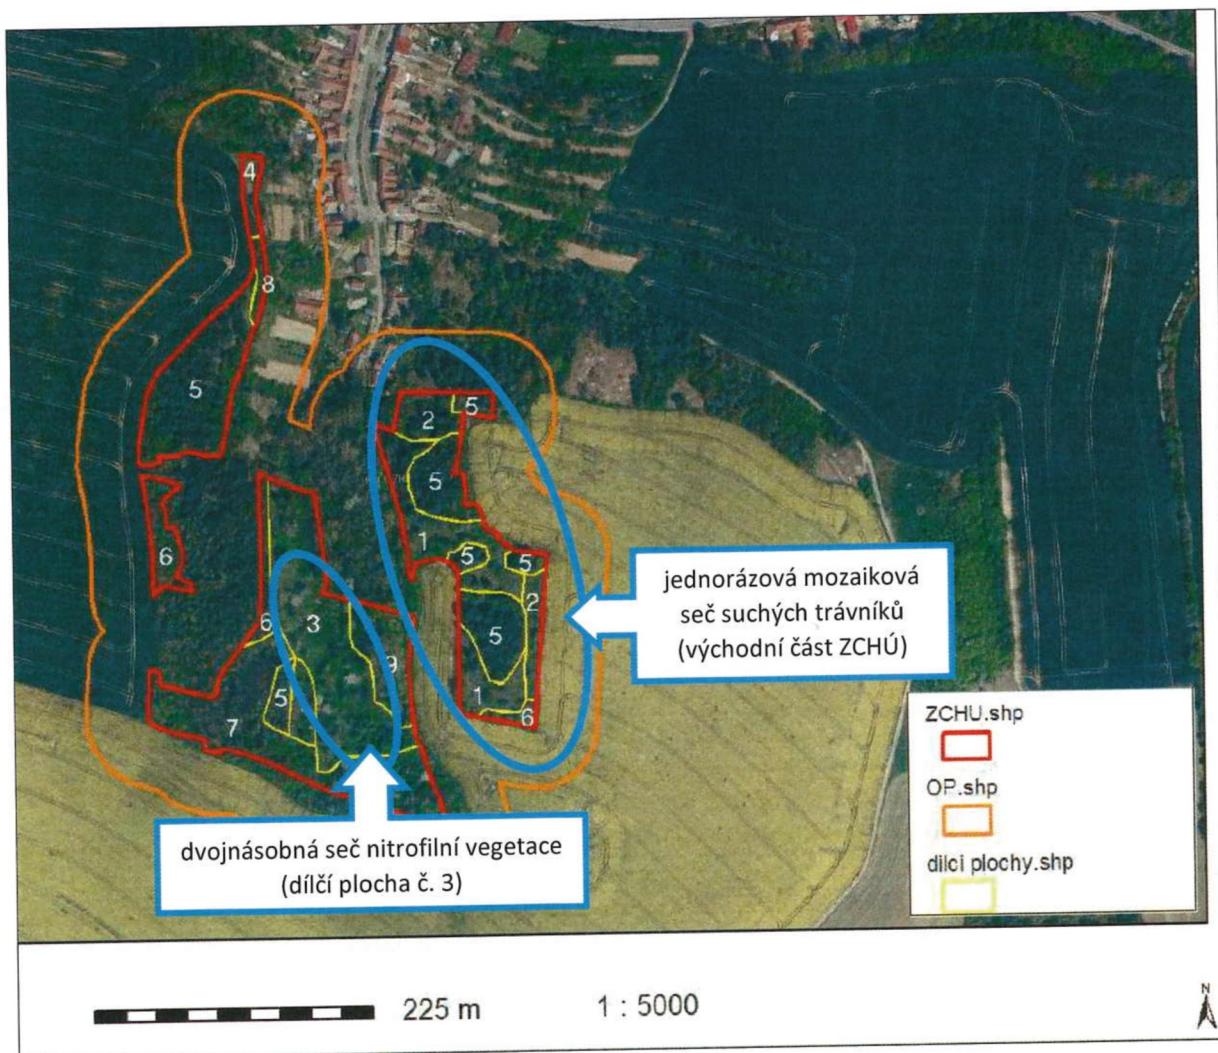 4
8
5
2
5
5
6
1
5
5
2
6
3
5
9
5
7
1
6
jednorázová mozaiková
seč suchých trávníků
(východní část ZCHÚ)
dvojnásobná seč nitrofilní vegetace
(dílčí plocha č. 3)
ZCHU.shp
OP.shp
dilci plochy.shp
225 m
1 : 5000
N